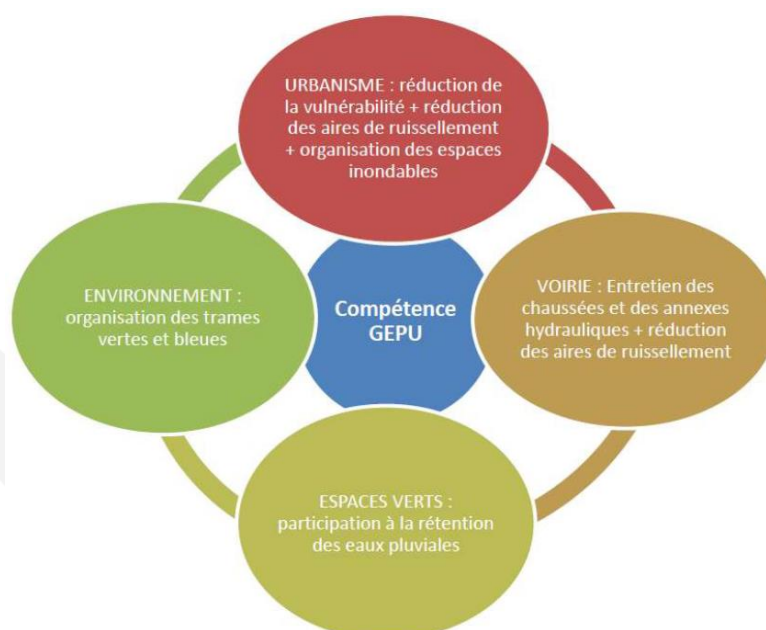 URBANISME : réduction de
la vulnérabilité + réduction
des aires de ruissellement
+ organisation des espaces
inondables
ENVIRONNEMENT :
organisation des trames
vertes et bleues
Compétence
GEPU
VOIRIE : Entretien des
chaussées et des annexes
hydrauliques + réduction
des aires de ruissellement
ESPACES VERTS :
participation à la rétention
des eaux pluviales